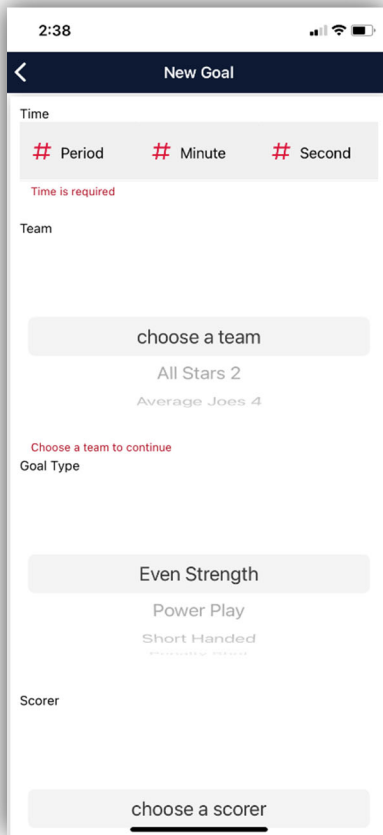 2:38
New Goal
Time
# Period # Minute # Second
Time is required
Team
choose a team
All Stars 2
Average Joes 4
Choose a team to continue
Goal Type
Even Strength
Power Play
Short Handed
Scorer
choose a scorer